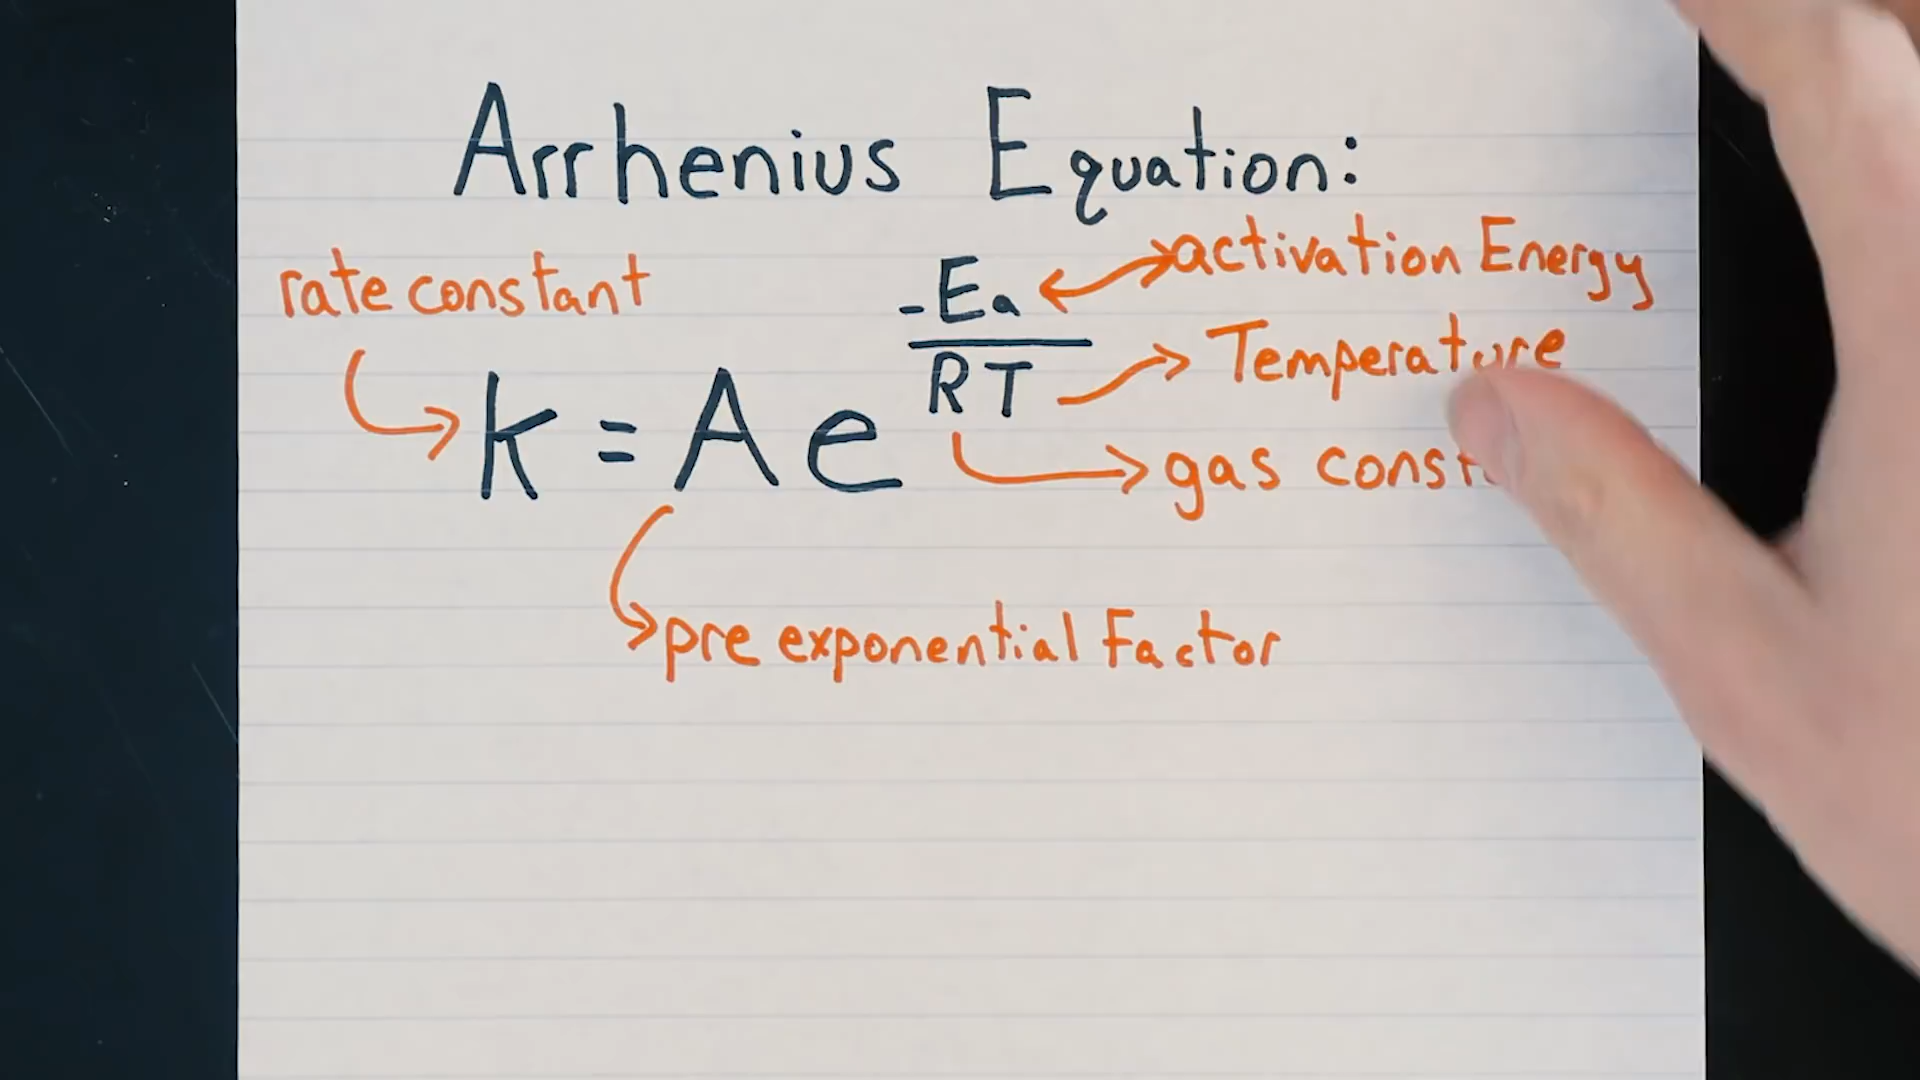 Arrhenius Equation:
rate constant
-Ea
activation Energy
RT
Temperature
k = Ae
gas
pre exponential Factor